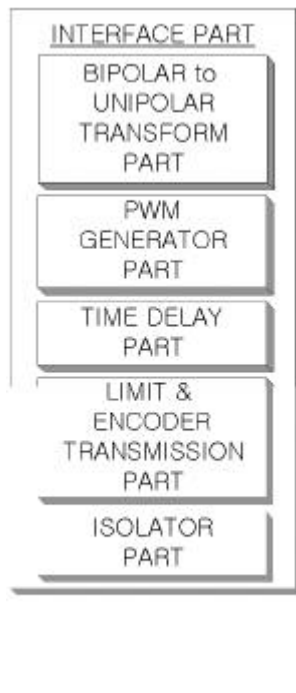 INTERFACE PART
BIPOLAR to
UNIPOLAR
TRANSFORM
PART
PWM
GENERATOR
PART
TIME DELAY
PART
LIMIT &
ENCODER
TRANSMISSION
PART
ISOLATOR
PART